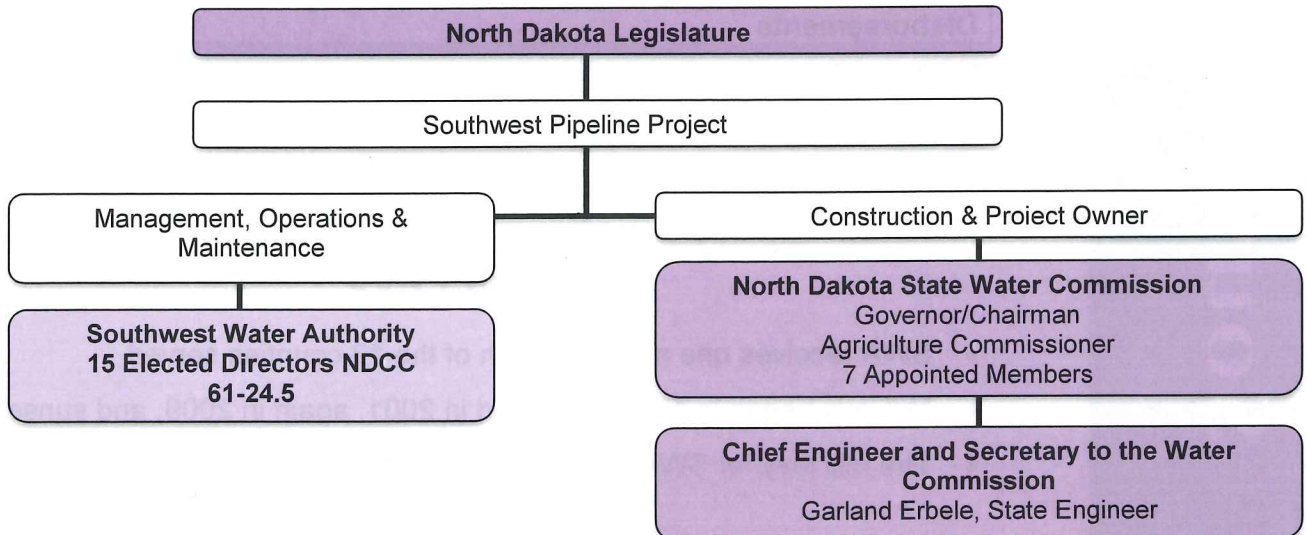 North Dakota Legislature
Southwest Pipeline Project
Management, Operations &
Maintenance
Construction & Project Owner
Southwest Water Authority
15 Elected Directors NDCC
61-24.5
North Dakota State Water Commission
Governor/Chairman
Agriculture Commissioner
7 Appointed Members
Chief Engineer and Secretary to the Water
Commission
Garland Erbele, State Engineer